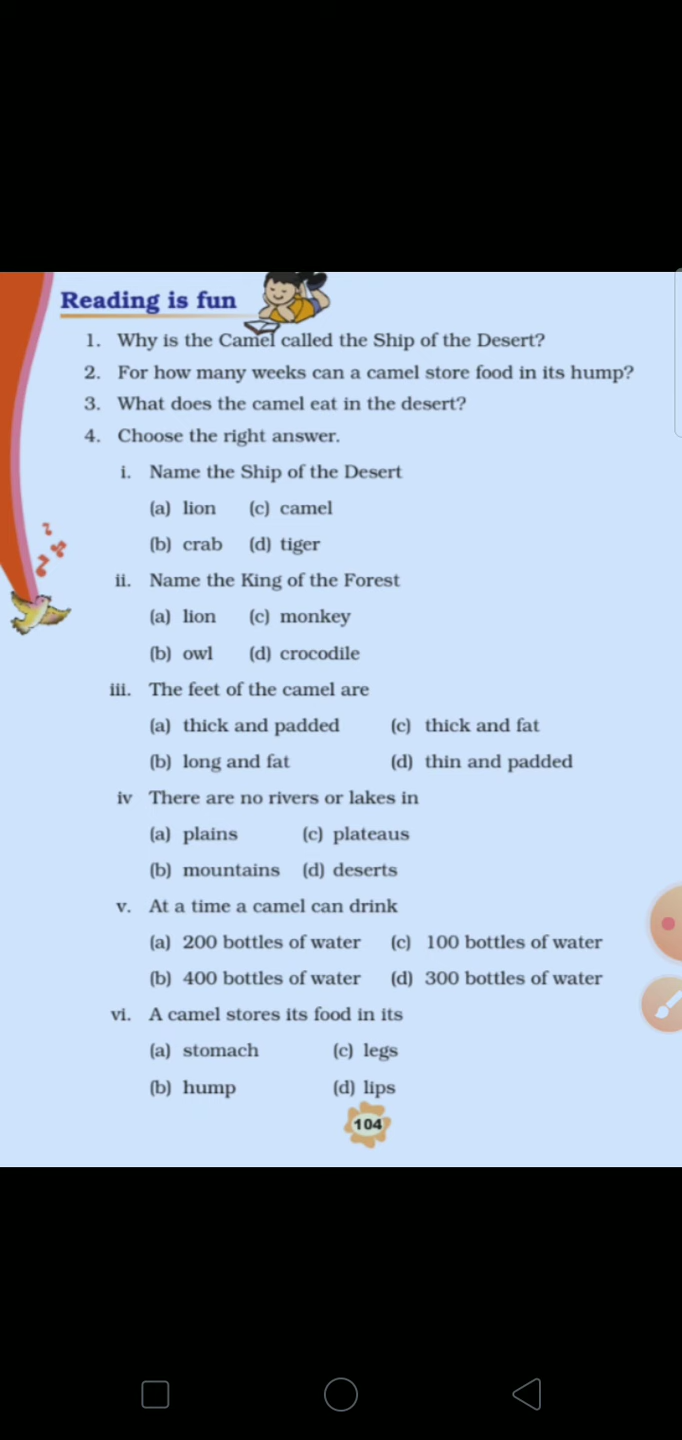 Reading is fun
1. Why is the Camel called the Ship of the Desert?
2. For how many weeks can a camel store food in its hump?
3. What does the camel eat in the desert?
4. Choose the right answer.
i. Name the Ship of the Desert
(a) lion (c) camel
(b) crab (d) tiger
ii. Name the King of the Forest
(a) lion (c) monkey
(b) owl (d) crocodile
iii. The feet of the camel are
(a) thick and padded (c) thick and fat
(b) long and fat (d) thin and padded
iv There are no rivers or lakes in
(a) plains (c) plateaus
(b) mountains (d) deserts
v. At a time a camel can drink
(a) 200 bottles of water (c) 100 bottles of water
(b) 400 bottles of water (d) 300 bottles of water
vi. A camel stores its food in its
(a) stomach (c) legs
(b) hump (d) lips
104